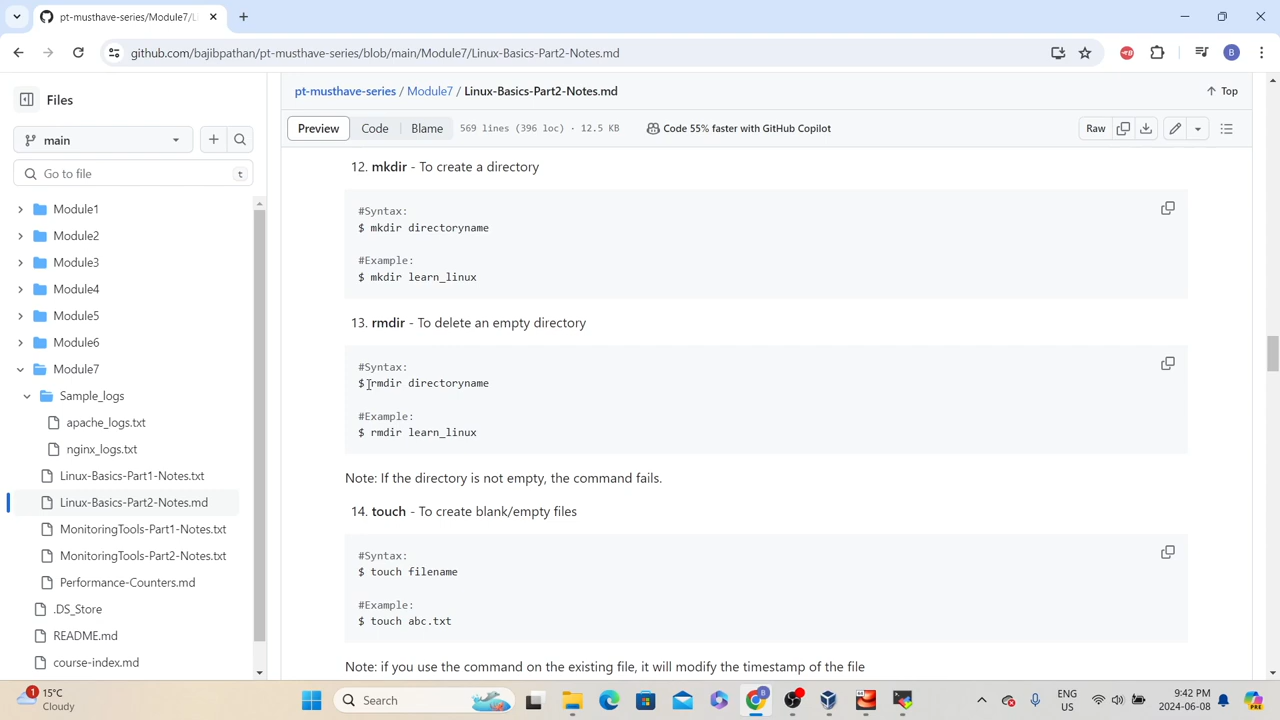 pt-musthave-series/Module7/Li
github.com/bajibpathan/pt-musthave-series/blob/main/Module7/Linux-Basics-Part2-Notes.md
B
Files
pt-musthave-series / Module7 / Linux-Basics-Part2-Notes.md
Top
main
Preview
Code
Blame
569 lines (396 loc) · 12.5 KB
Code 55% faster with GitHub Copilot
Raw
Go to file
t
Module1
Module2
Module3
Module4
Module5
Module6
Module7
Sample_logs
apache_logs.txt
nginx_logs.txt
Linux-Basics-Part1-Notes.txt
Linux-Basics-Part2-Notes.md
MonitoringTools-Part1-Notes.txt
MonitoringTools-Part2-Notes.txt
Performance-Counters.md
.DS_Store
README.md
course-index.md
12. mkdir - To create a directory
#Syntax:
$ mkdir directoryname
#Example:
$ mkdir learn_linux
13. rmdir - To delete an empty directory
#Syntax:
$ rmdir directoryname
#Example:
$ rmdir learn_linux
Note: If the directory is not empty, the command fails.
14. touch - To create blank/empty files
#Syntax:
$ touch filename
#Example:
$ touch abc.txt
Note: if you use the command on the existing file, it will modify the timestamp of the file
1
15°C
Cloudy
Search
ENG
US
9:42 PM
2024-06-08